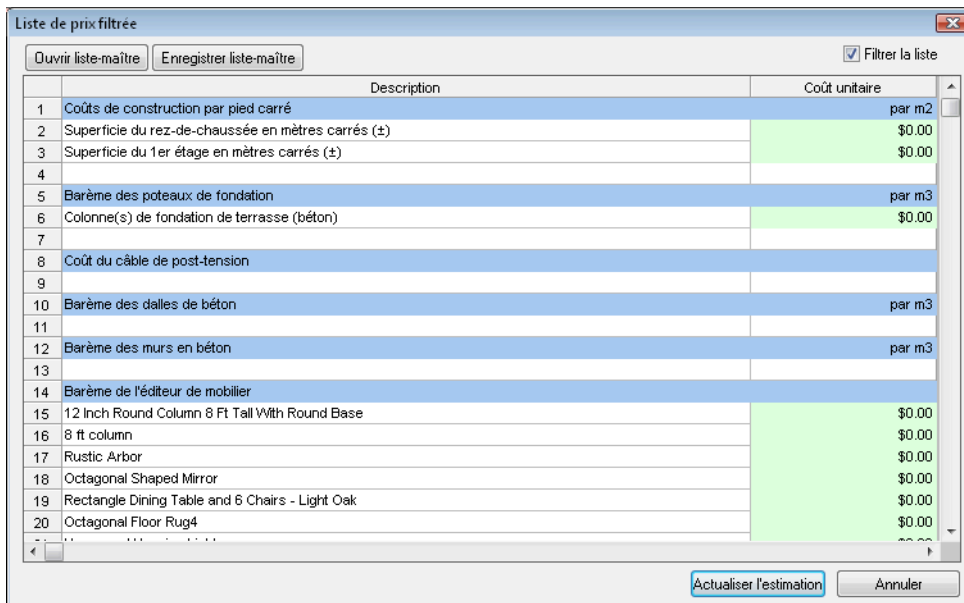 Liste de prix filtrée
Ouvrir liste-maître Enregistrer liste-maître Filtrer la liste
Description Coût unitaire
1 Coûts de construction par pied carré par m2
2 Superficie du rez-de-chaussée en mètres carrés (±) $0.00
3 Superficie du 1er étage en mètres carrés (±) $0.00
4
5 Barème des poteaux de fondation par m3
6 Colonne(s) de fondation de terrasse (béton) $0.00
7
8 Coût du câble de post-tension
9
10 Barème des dalles de béton par m3
11
12 Barème des murs en béton par m3
13
14 Barème de l'éditeur de mobilier
15 12 Inch Round Column 8 Ft Tall With Round Base $0.00
16 8 ft column $0.00
17 Rustic Arbor $0.00
18 Octagonal Shaped Mirror $0.00
19 Rectangle Dining Table and 6 Chairs - Light Oak $0.00
20 Octagonal Floor Rug4 $0.00
Actualiser l'estimation Annuler